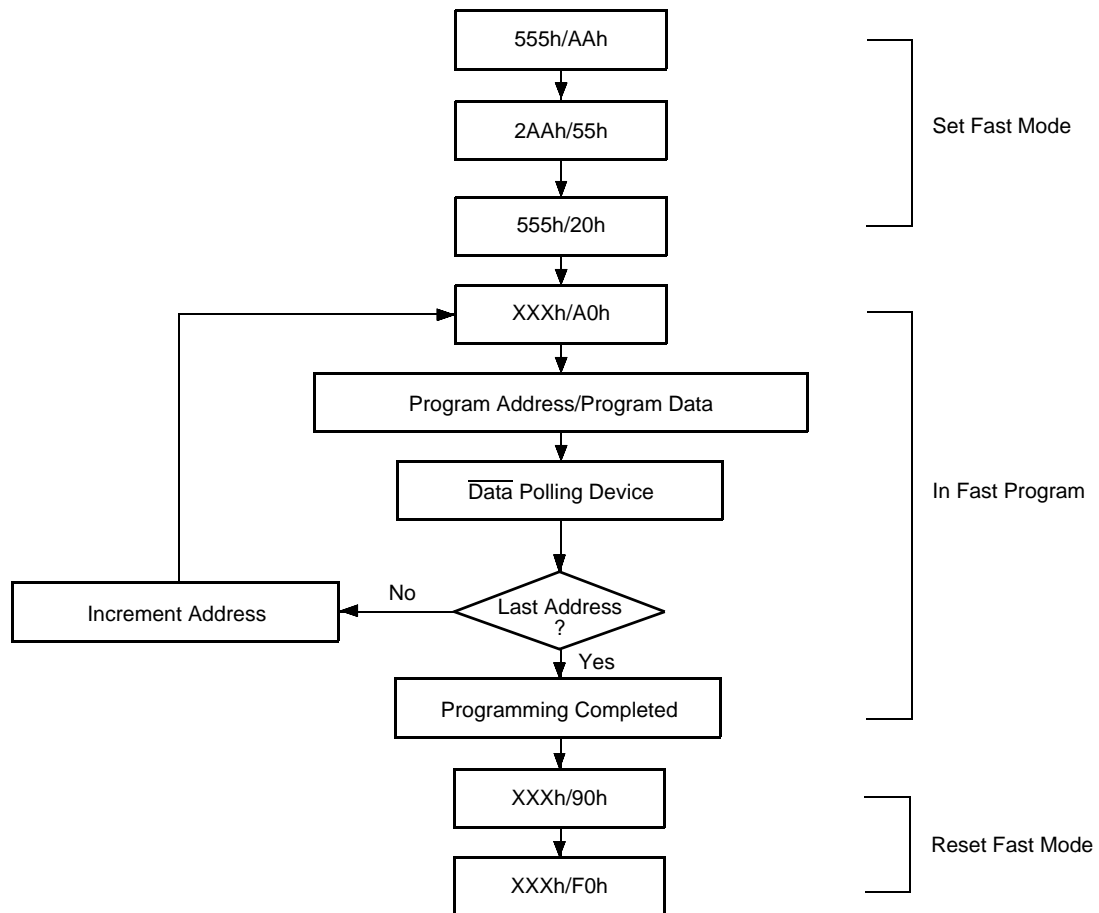 555h/AAh
2AAh/55h
Set Fast Mode
555h/20h
XXXh/A0h
Program Address/Program Data
Data Polling Device
In Fast Program
Increment Address
No
Last Address
?
Yes
Programming Completed
XXXh/90h
Reset Fast Mode
XXXh/F0h